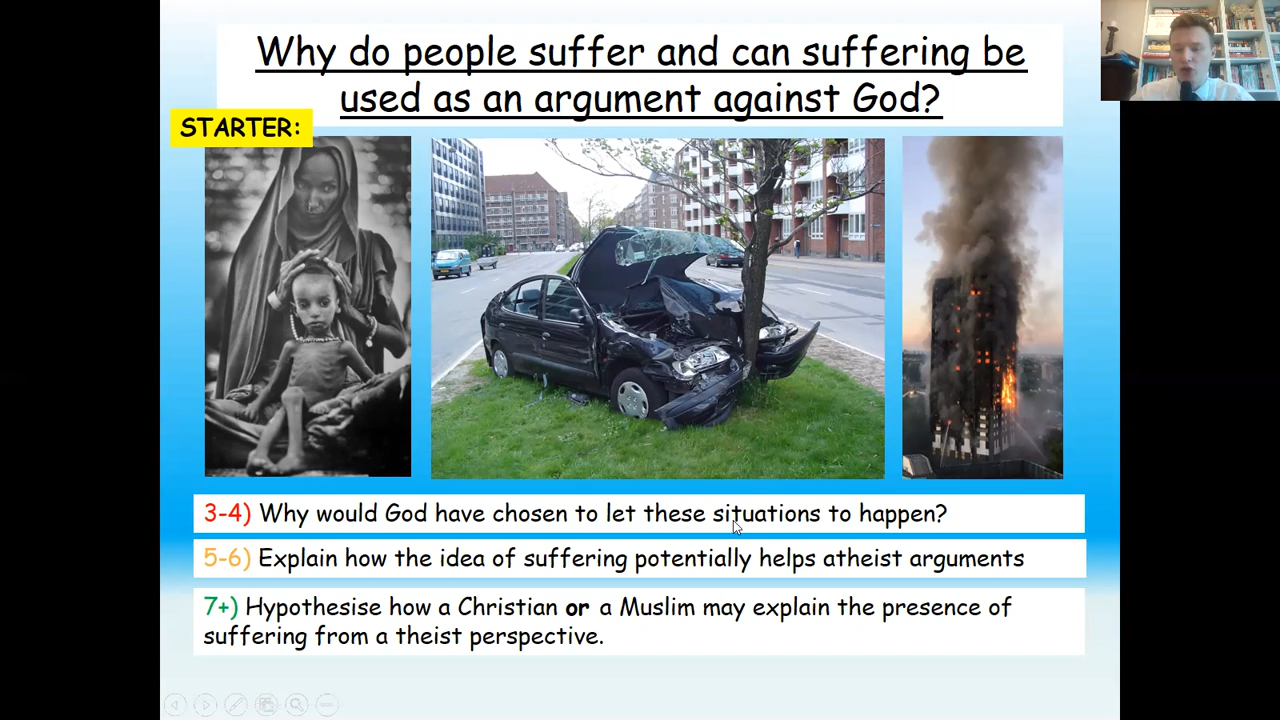 Why do people suffer and can suffering be
used as an argument against God?
STARTER:
3-4) Why would God have chosen to let these situations to happen?
5-6) Explain how the idea of suffering potentially helps atheist arguments
7+) Hypothesise how a Christian or a Muslim may explain the presence of
suffering from a theist perspective.